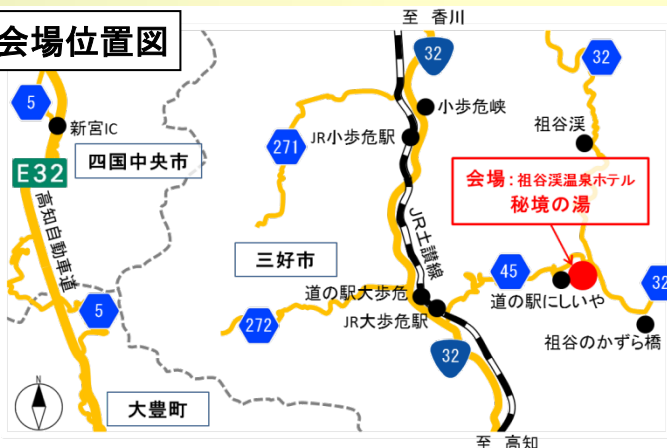 会場位置図
至 香川
32
32
5
新宮IC
小歩危峡
祖谷渓
JR小歩危駅
271
四国中央市
E32
会場：祖谷渓温泉ホテル
秘境の湯
高知自動車道
JR土讃線
三好市
45
道の駅大歩危
道の駅にしいや
32
5
272
JR大歩危駅
祖谷のかずら橋
32
N
大豊町
至 高知